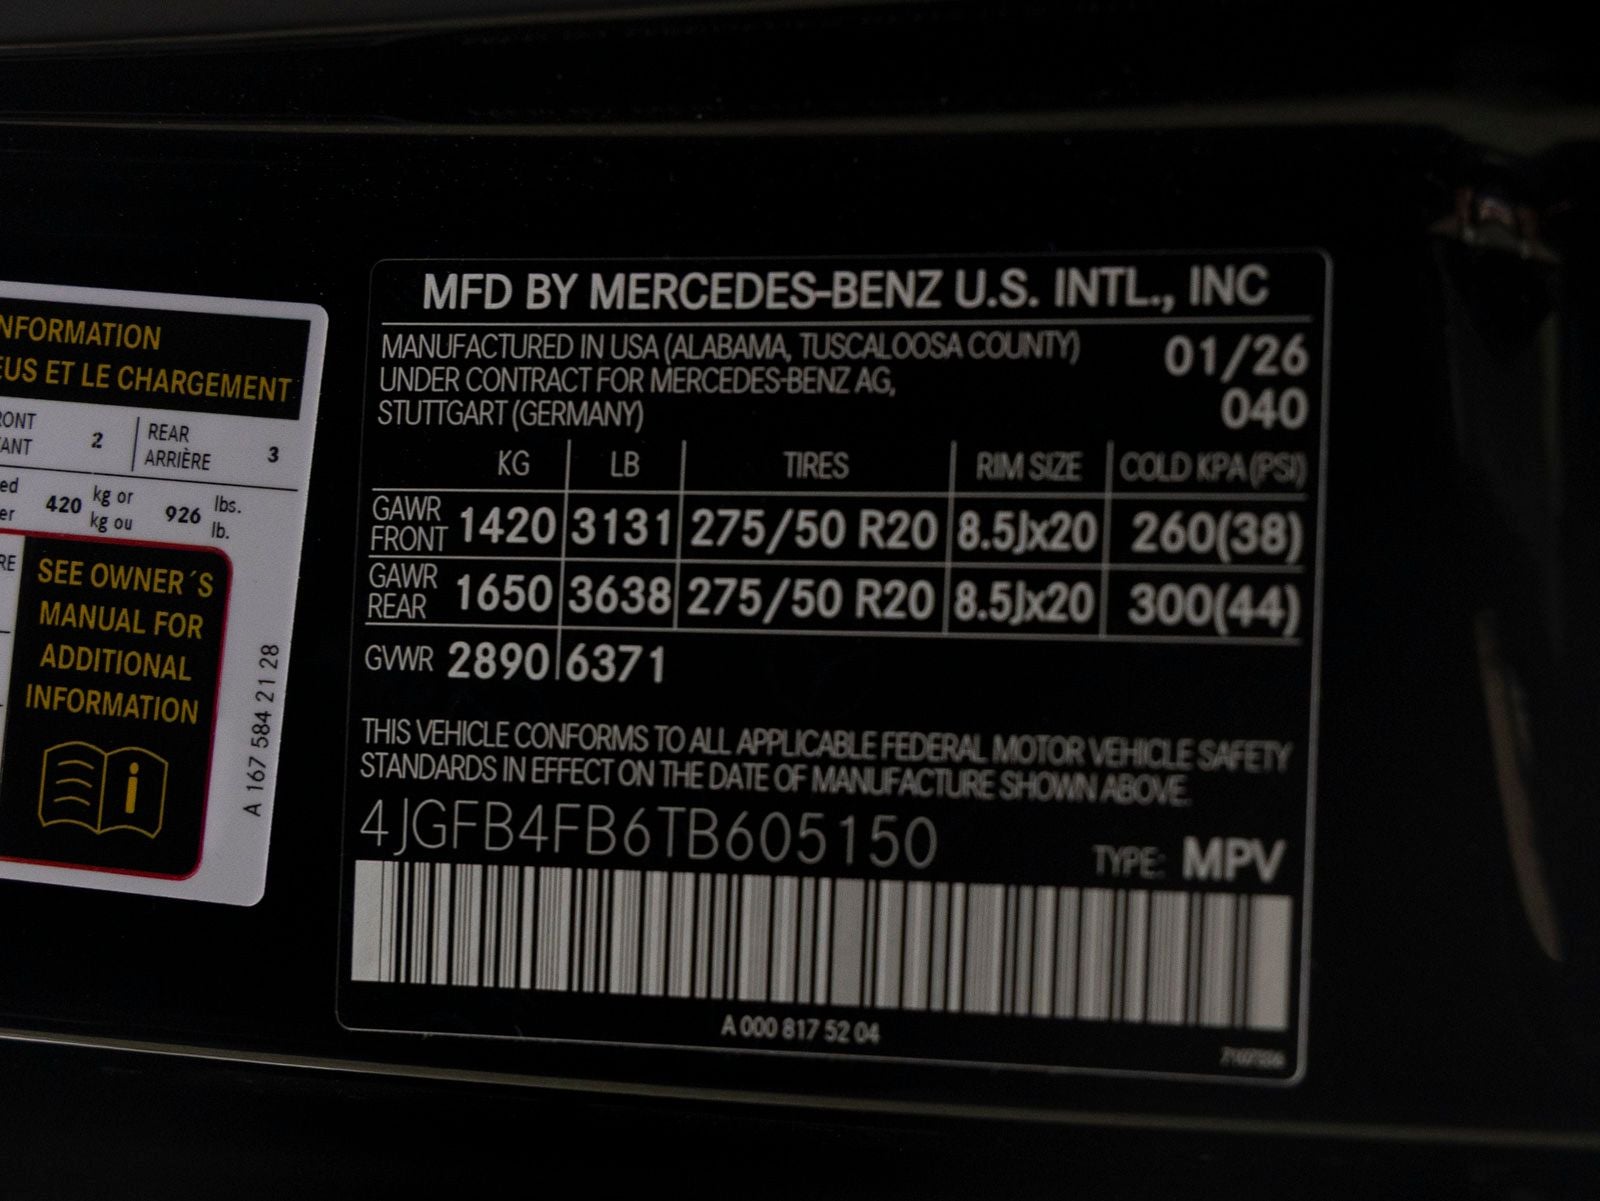 NFORMATION
EUS ET LE CHARGEMENT
RONT
ANT
2
REAR
ARRIÈRE
3
ed
er
420
kg or
kg ou
926
lbs.
lb.
RE
SEE OWNER´S
MANUAL FOR
ADDITIONAL
INFORMATION
i
A 167 584 21 28
MFD BY MERCEDES-BENZ U.S. INTL., INC
MANUFACTURED IN USA (ALABAMA, TUSCALOOSA COUNTY) 01/26
UNDER CONTRACT FOR MERCEDES-BENZ AG,
STUTTGART (GERMANY) 040
KG LB TIRES RIM SIZE COLD KPA (PSI)
GAWR FRONT 1420 3131 275/50 R20 8.5Jx20 260(38)
GAWR REAR 1650 3638 275/50 R20 8.5Jx20 300(44)
GVWR 2890 6371
THIS VEHICLE CONFORMS TO ALL APPLICABLE FEDERAL MOTOR VEHICLE SAFETY
STANDARDS IN EFFECT ON THE DATE OF MANUFACTURE SHOWN ABOVE.
4JGFB4FB6TB605150
TYPE: MPV
A 000 817 52 04